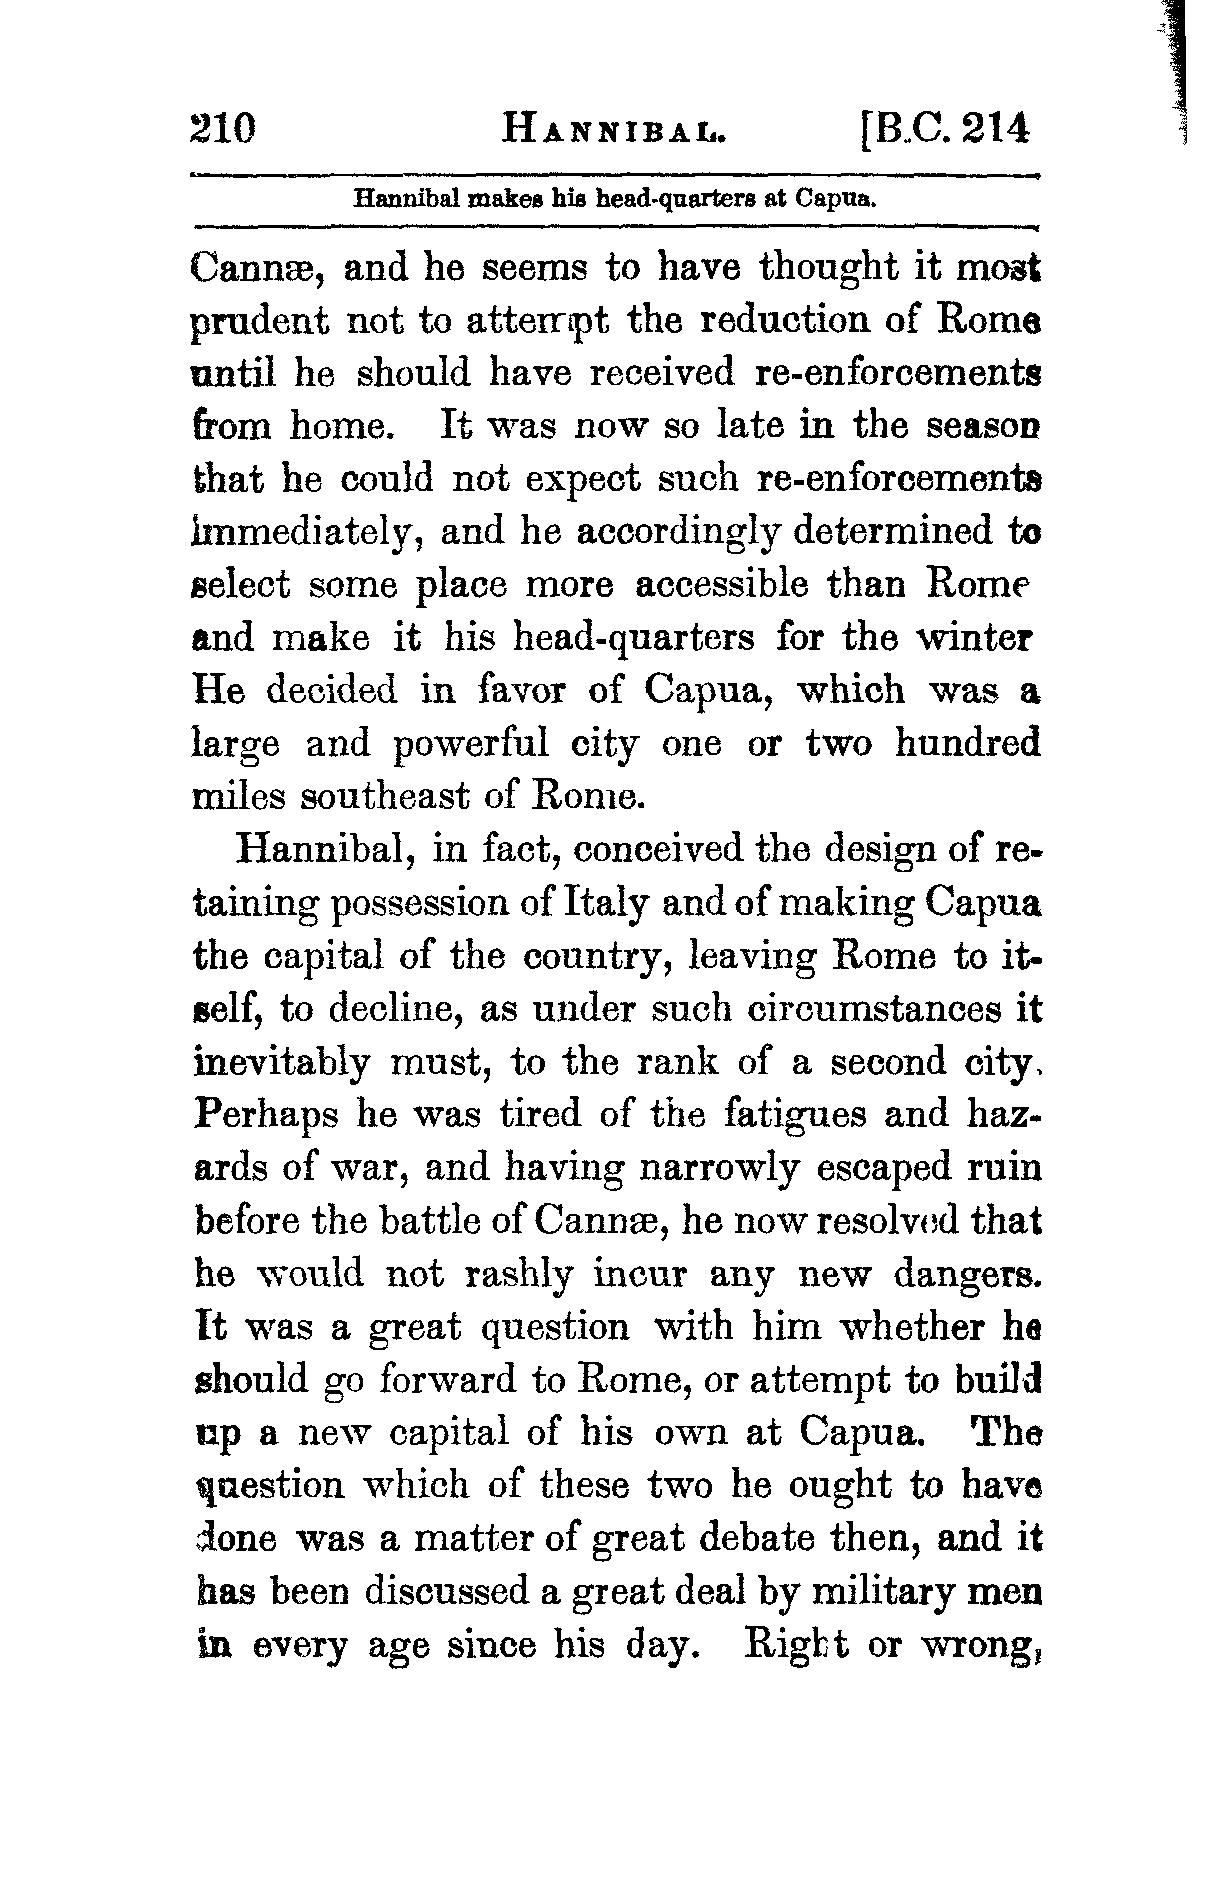 210 HANNIBAL. [B.C. 214
Hannibal makes his head-quarters at Capua.
Cannæ, and he seems to have thought it most
prudent not to attempt the reduction of Rome
until he should have received re-enforcements
from home. It was now so late in the season
that he could not expect such re-enforcements
immediately, and he accordingly determined to
select some place more accessible than Rome
and make it his head-quarters for the winter
He decided in favor of Capua, which was a
large and powerful city one or two hundred
miles southeast of Rome.
Hannibal, in fact, conceived the design of re-
taining possession of Italy and of making Capua
the capital of the country, leaving Rome to it-
self, to decline, as under such circumstances it
inevitably must, to the rank of a second city.
Perhaps he was tired of the fatigues and haz-
ards of war, and having narrowly escaped ruin
before the battle of Cannæ, he now resolved that
he would not rashly incur any new dangers.
It was a great question with him whether he
should go forward to Rome, or attempt to build
up a new capital of his own at Capua. The
question which of these two he ought to have
done was a matter of great debate then, and it
has been discussed a great deal by military men
in every age since his day. Right or wrong,